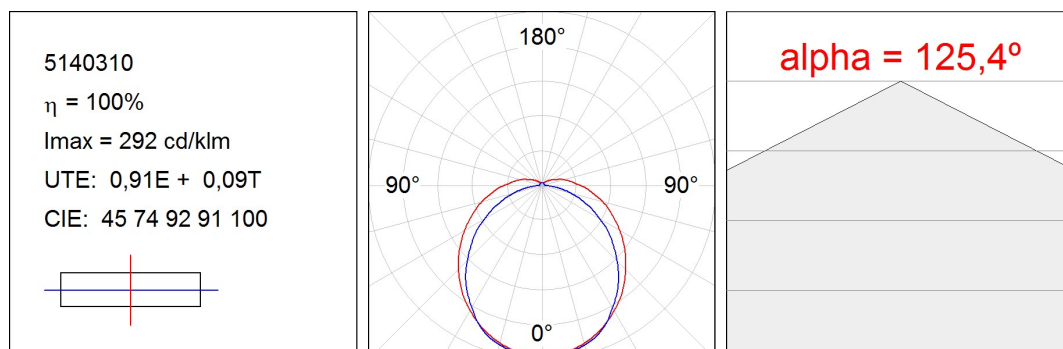 5140310
η = 100%
Imax = 292 cd/klm
UTE:  0,91E +  0,09T
CIE:  45 74 92 91 100
180°
90°
90°
0°
alpha = 125,4º